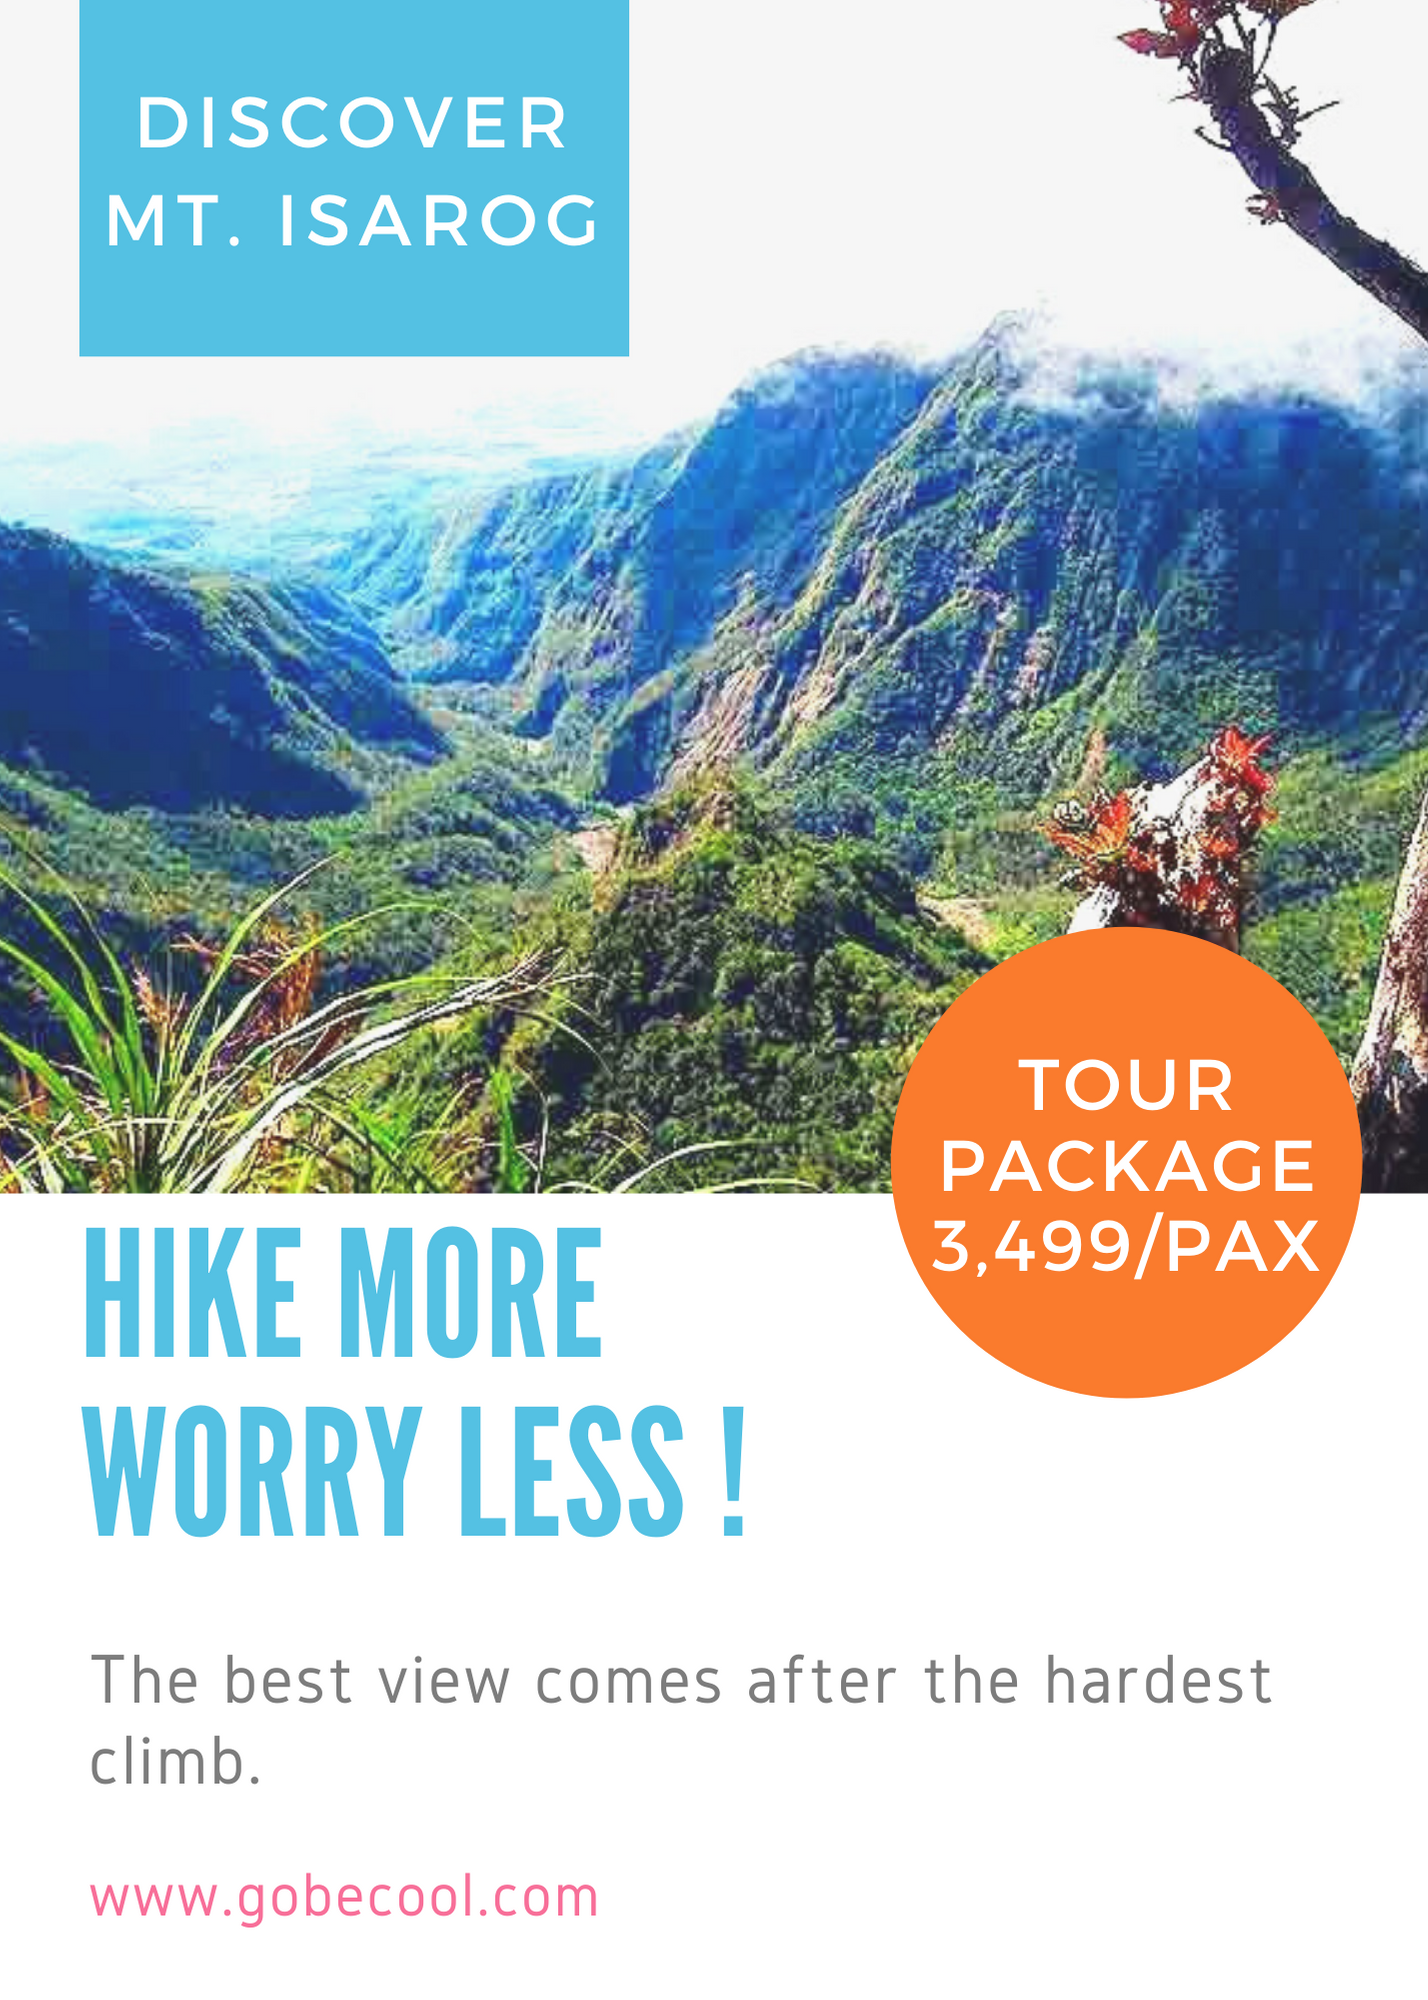 DISCOVER
MT. ISAROG
TOUR
PACKAGE
3,499/PAX
HIKE MORE
WORRY LESS !
The best view comes after the hardest
climb.
www.gobecool.com